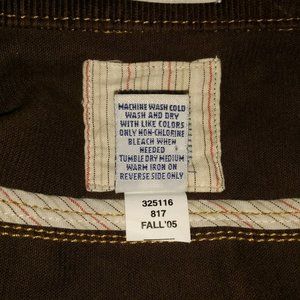 MACHINE WASH COLD
WASH AND DRY
WITH LIKE COLORS
ONLY NON-CHLORINE
BLEACH WHEN
NEEDED
TUMBLE DRY MEDIUM
WARM IRON ON
REVERSE SIDE ONLY
325116
817
FALL'05